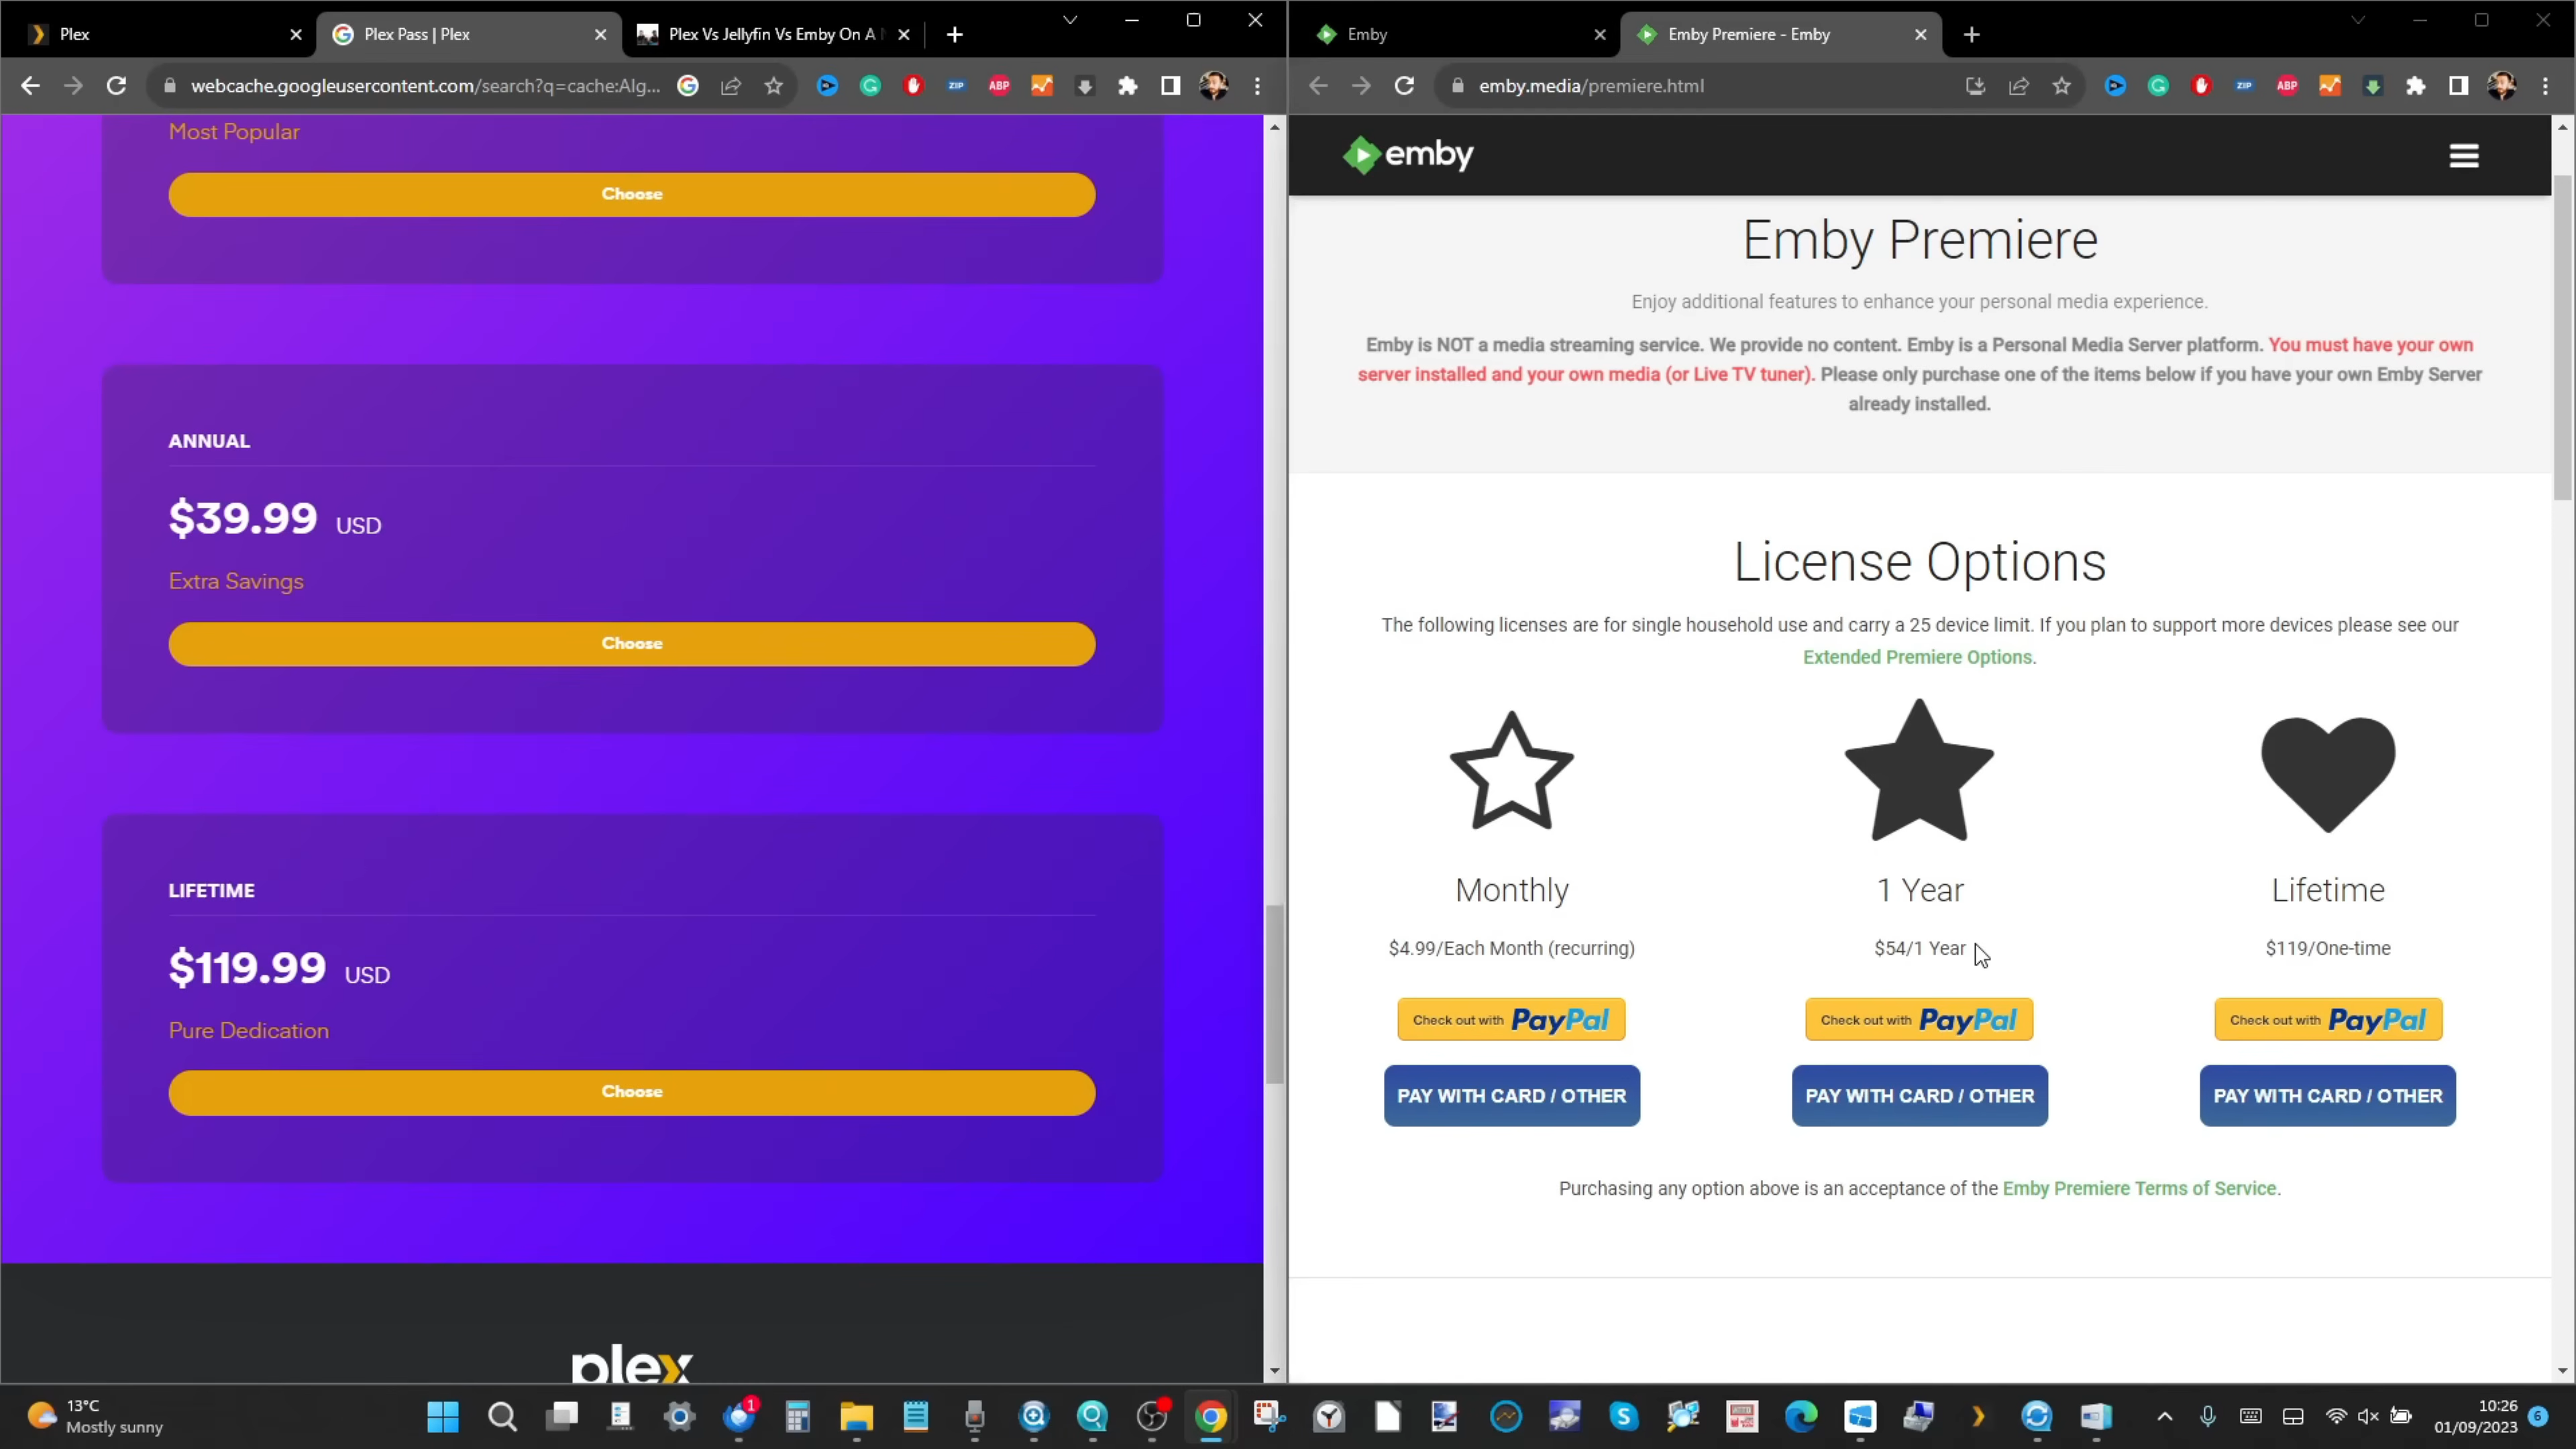 Plex
Plex Pass | Plex
Plex Vs Jellyfin Vs Emby On A
webcache.googleusercontent.com/search?q=cache:Alg...
ZIP
ABP
Most Popular
Choose
ANNUAL
$39.99 USD
Extra Savings
Choose
LIFETIME
$119.99 USD
Pure Dedication
Choose
plex
Emby
Emby Premiere - Emby
emby.media/premiere.html
ZIP
ABP
emby
Emby Premiere
Enjoy additional features to enhance your personal media experience.
Emby is NOT a media streaming service. We provide no content. Emby is a Personal Media Server platform. You must have your own
server installed and your own media (or Live TV tuner). Please only purchase one of the items below if you have your own Emby Server
already installed.
License Options
The following licenses are for single household use and carry a 25 device limit. If you plan to support more devices please see our
Extended Premiere Options.
Monthly
1 Year
Lifetime
$4.99/Each Month (recurring)
$54/1 Year
$119/One-time
Check out with PayPal
Check out with PayPal
Check out with PayPal
PAY WITH CARD / OTHER
PAY WITH CARD / OTHER
PAY WITH CARD / OTHER
Purchasing any option above is an acceptance of the Emby Premiere Terms of Service.
13°C
Mostly sunny
1
10:26
01/09/2023
6